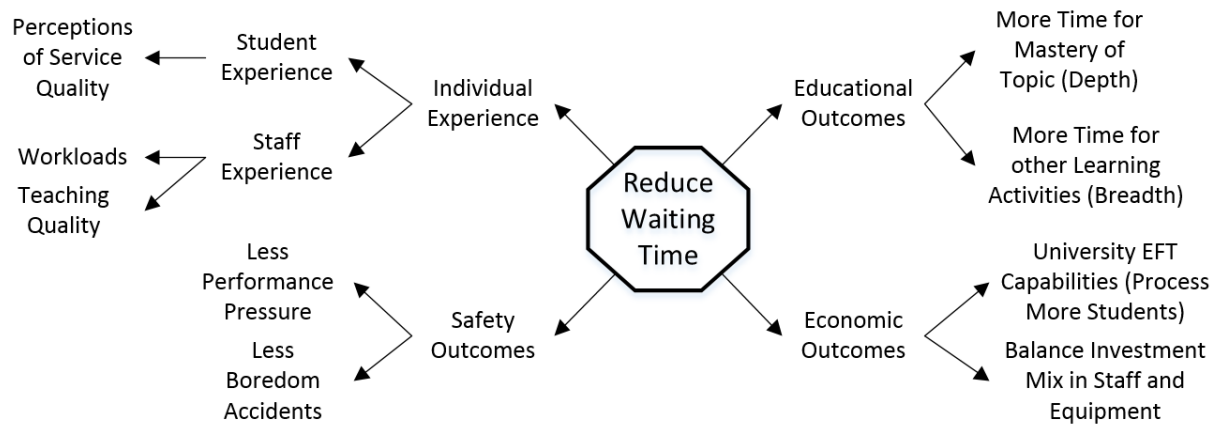 Perceptions
of Service
Quality
Student
Experience
Individual
Experience
Staff
Experience
Workloads
Teaching
Quality
Less
Performance
Pressure
Safety
Outcomes
Less
Boredom
Accidents
Reduce
Waiting
Time
Educational
Outcomes
More Time for
Mastery of
Topic (Depth)
More Time for
other Learning
Activities (Breadth)
Economic
Outcomes
University EFT
Capabilities (Process
More Students)
Balance Investment
Mix in Staff and
Equipment